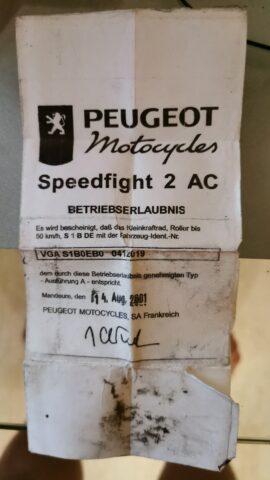 PEUGEOT
Motocycles
Speedfight 2 AC
BETRIEBSERLAUBNIS
Es wird bescheinigt, daß das Kleinkraftrad, Roller bis
50 km/h, S 1 B DE mit der Fahrzeug-Ident.-Nr.
VGA S1B0EB0 0412019
dem durch diese Betriebserlaubnis genehmigten Typ
- Ausführung A - entspricht.
Mandeure, den 14. Aug. 2001
PEUGEOT MOTOCYCLES, SA Frankreich